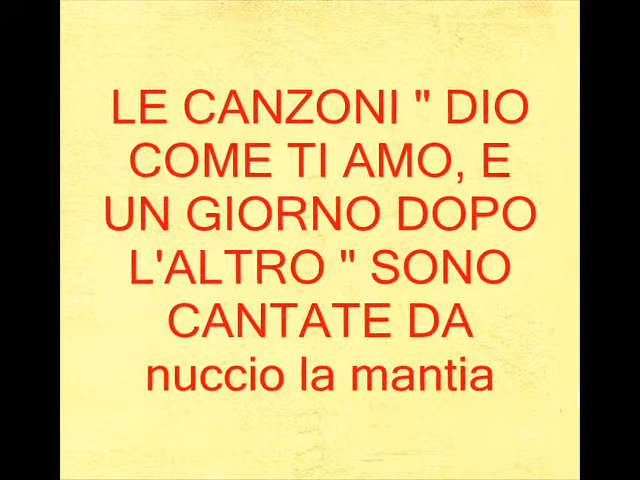 LE CANZONI " DIO
COME TI AMO, E
UN GIORNO DOPO
L'ALTRO " SONO
CANTATE DA
nuccio la mantia